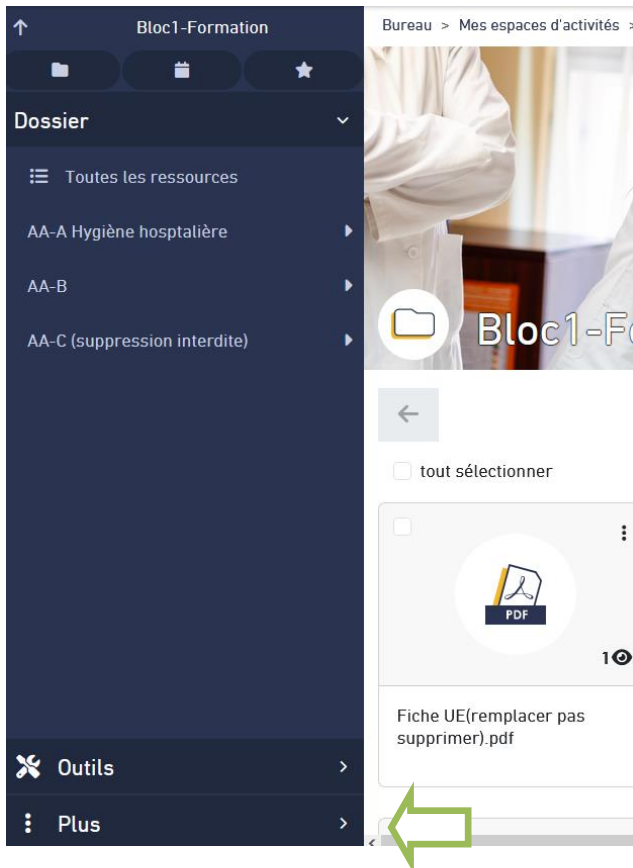 Bloc1-Formation
Dossier
Toutes les ressources
AA-A Hygiène hosptalière
AA-B
AA-C (suppression interdite)
Outils
Plus
Bureau > Mes espaces d'activités >
Bloc1-Fo
tout sélectionner
PDF
1
Fiche UE(remplacer pas
supprimer).pdf